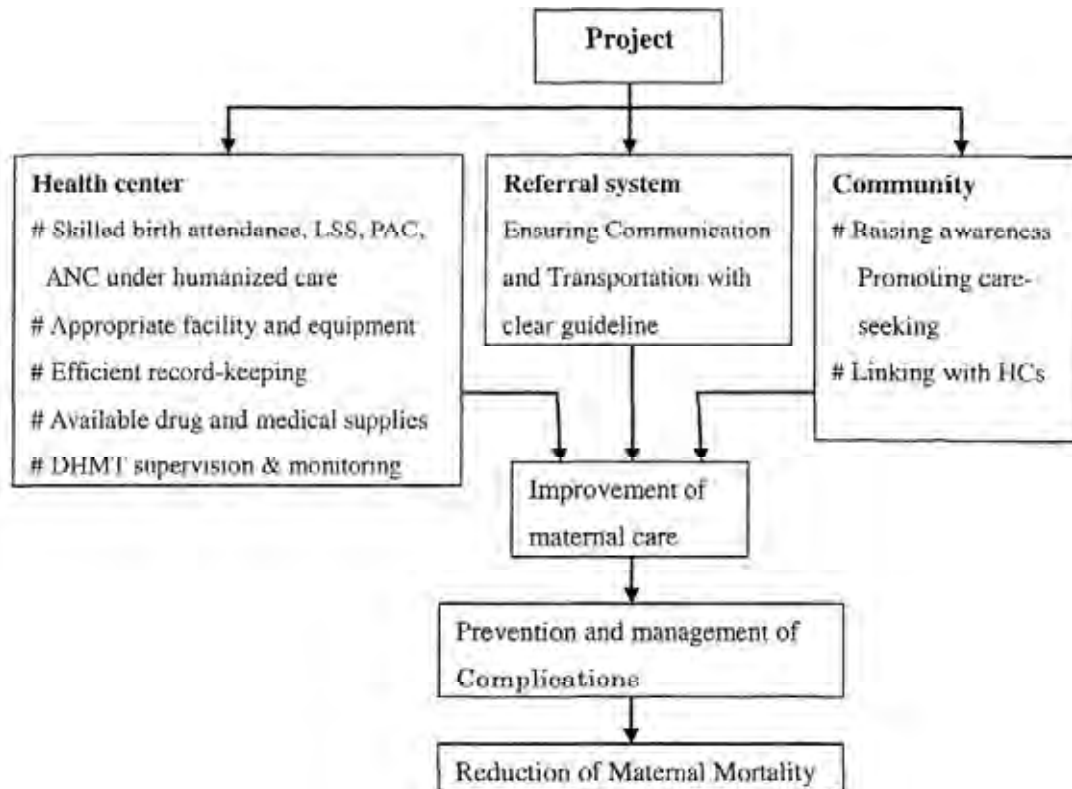 Project
Health center
# Skilled birth attendance, LSS, PAC,
ANC under humanized care
# Appropriate facility and equipment
# Efficient record-keeping
# Available drug and medical supplies
# DHMT supervision & monitoring
Referral system
Ensuring Communication
and Transportation with
clear guideline
Community
# Raising awareness
Promoting care-
seeking
# Linking with HCs
Improvement of
maternal care
Prevention and management of
Complications
Reduction of Maternal Mortality